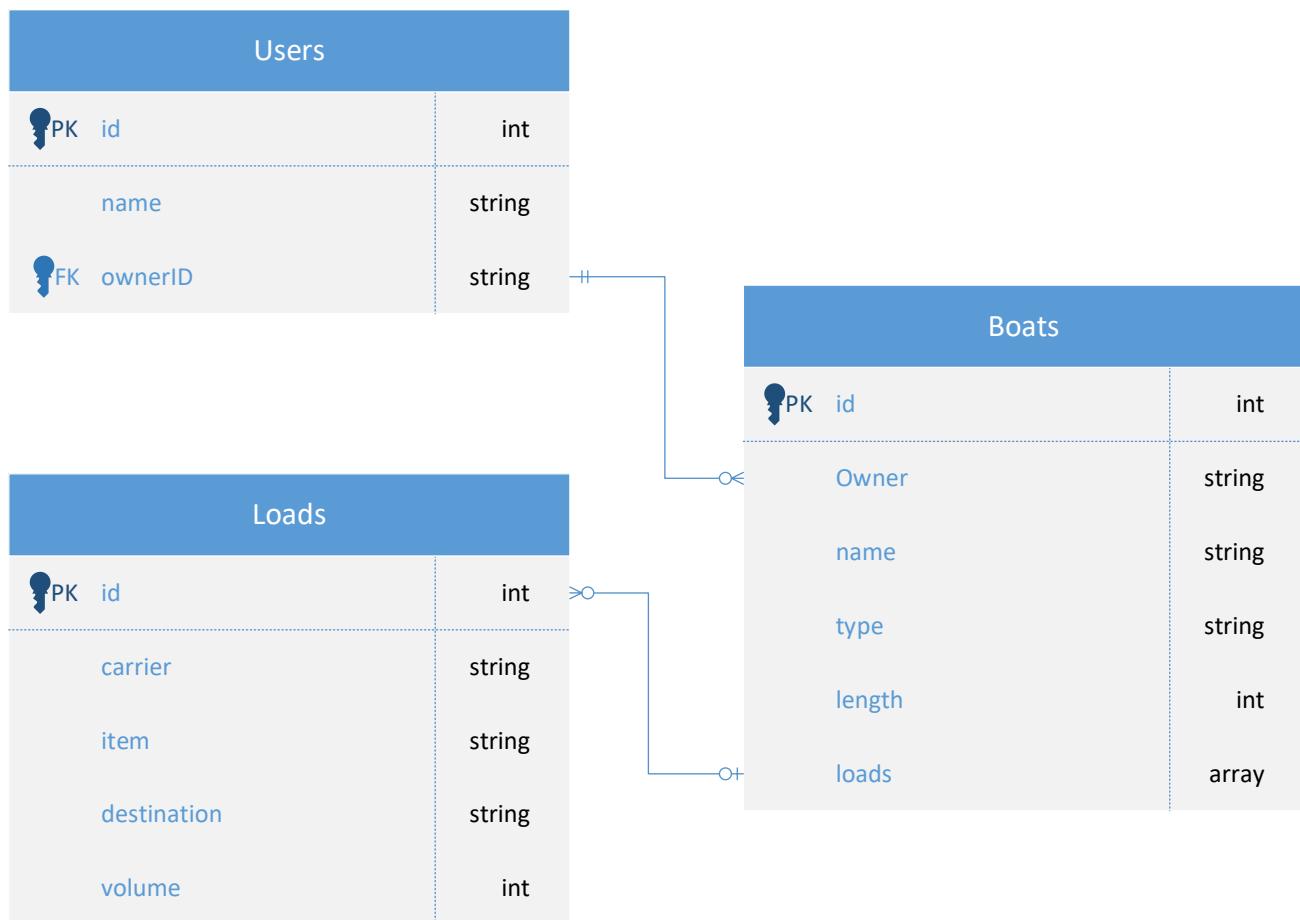 Users
PK id int
name string
FK ownerID string
Boats
PK id int
Owner string
name string
type string
length int
loads array
Loads
PK id int
carrier string
item string
destination string
volume int